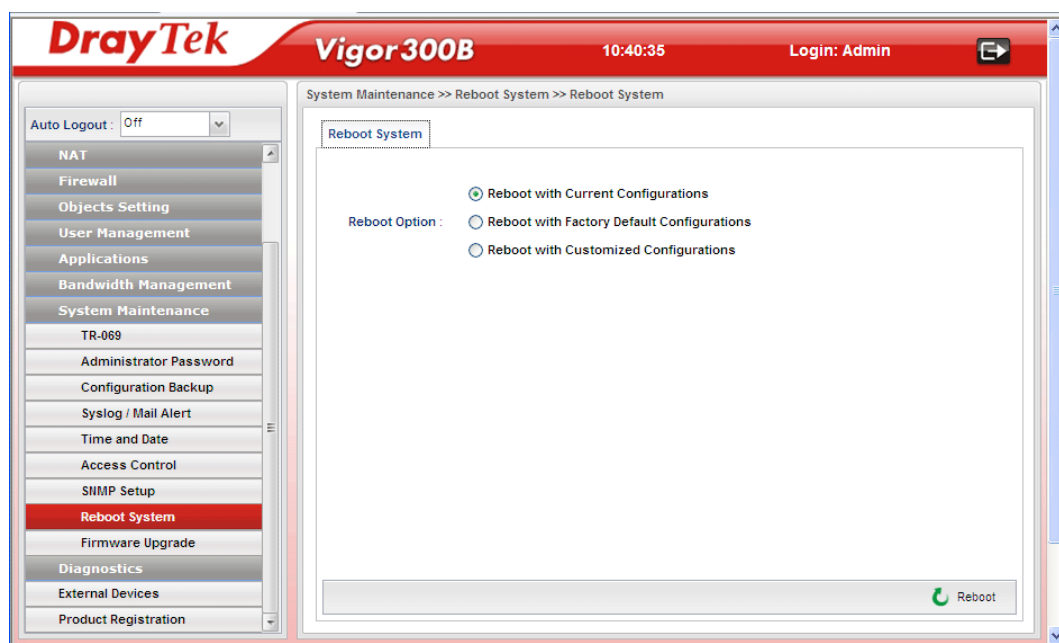 DrayTek
Vigor300B 10:40:35 Login: Admin
Auto Logout : Off
NAT
Firewall
Objects Setting
User Management
Applications
Bandwidth Management
System Maintenance
TR-069
Administrator Password
Configuration Backup
Syslog / Mail Alert
Time and Date
Access Control
SNMP Setup
Reboot System
Firmware Upgrade
Diagnostics
External Devices
Product Registration
System Maintenance >> Reboot System >> Reboot System
Reboot System
Reboot Option :
Reboot with Current Configurations
Reboot with Factory Default Configurations
Reboot with Customized Configurations
Reboot